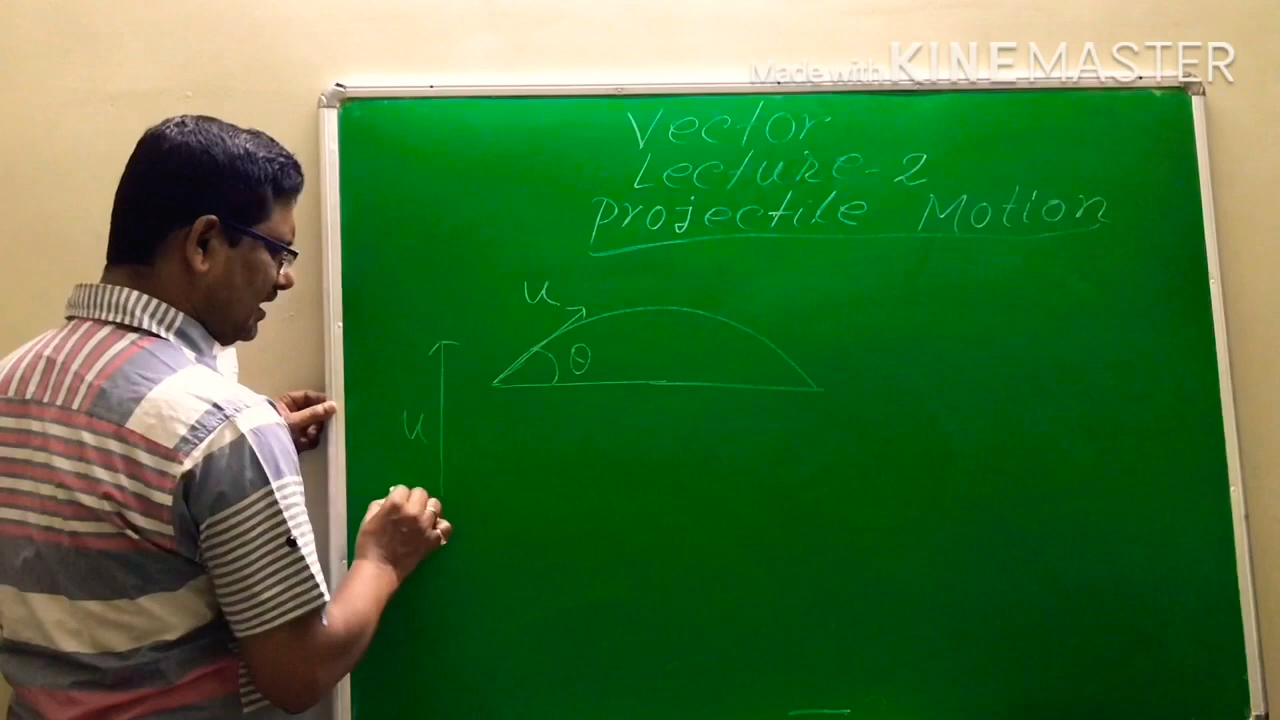 Made with KINEMASTER
Vector
Lecture-2
Projectile Motion
u
θ
u